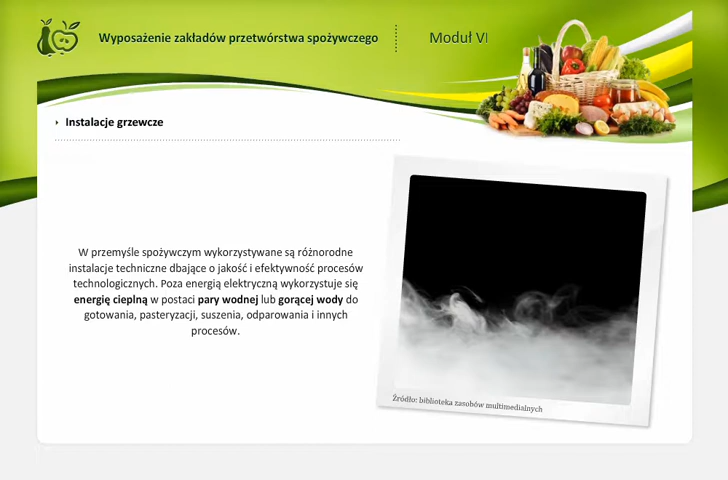 Wyposażenie zakładów przetwórstwa spożywczego
Moduł VI
Instalacje grzewcze
W przemyśle spożywczym wykorzystywane są różnorodne
instalacje techniczne dbające o jakość i efektywność procesów
technologicznych. Poza energią elektryczną wykorzystuje się
energię cieplną w postaci pary wodnej lub gorącej wody do
gotowania, pasteryzacji, suszenia, odparowania i innych
procesów.
Źródło: biblioteka zasobów multimedialnych